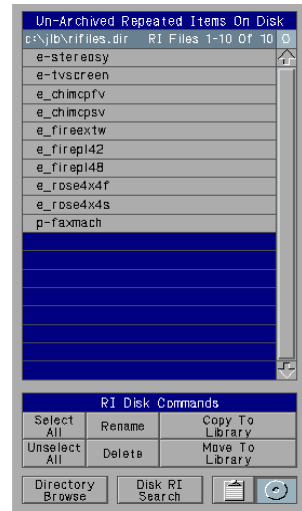 Un-Archived Repeated Items On Disk
c:\jlb\rifiles.dir RI Files 1-10 Of 10 0
e-stereosy
e-tvscreen
e_chimcpfv
e_chimcpsv
e_fireextw
e_firepl42
e_firepl48
e_rose4x4f
e_rose4x4s
p-faxmach
RI Disk Commands
Select All
Rename
Copy To Library
Unselect All
Delete
Move To Library
Directory Browse
Disk RI Search